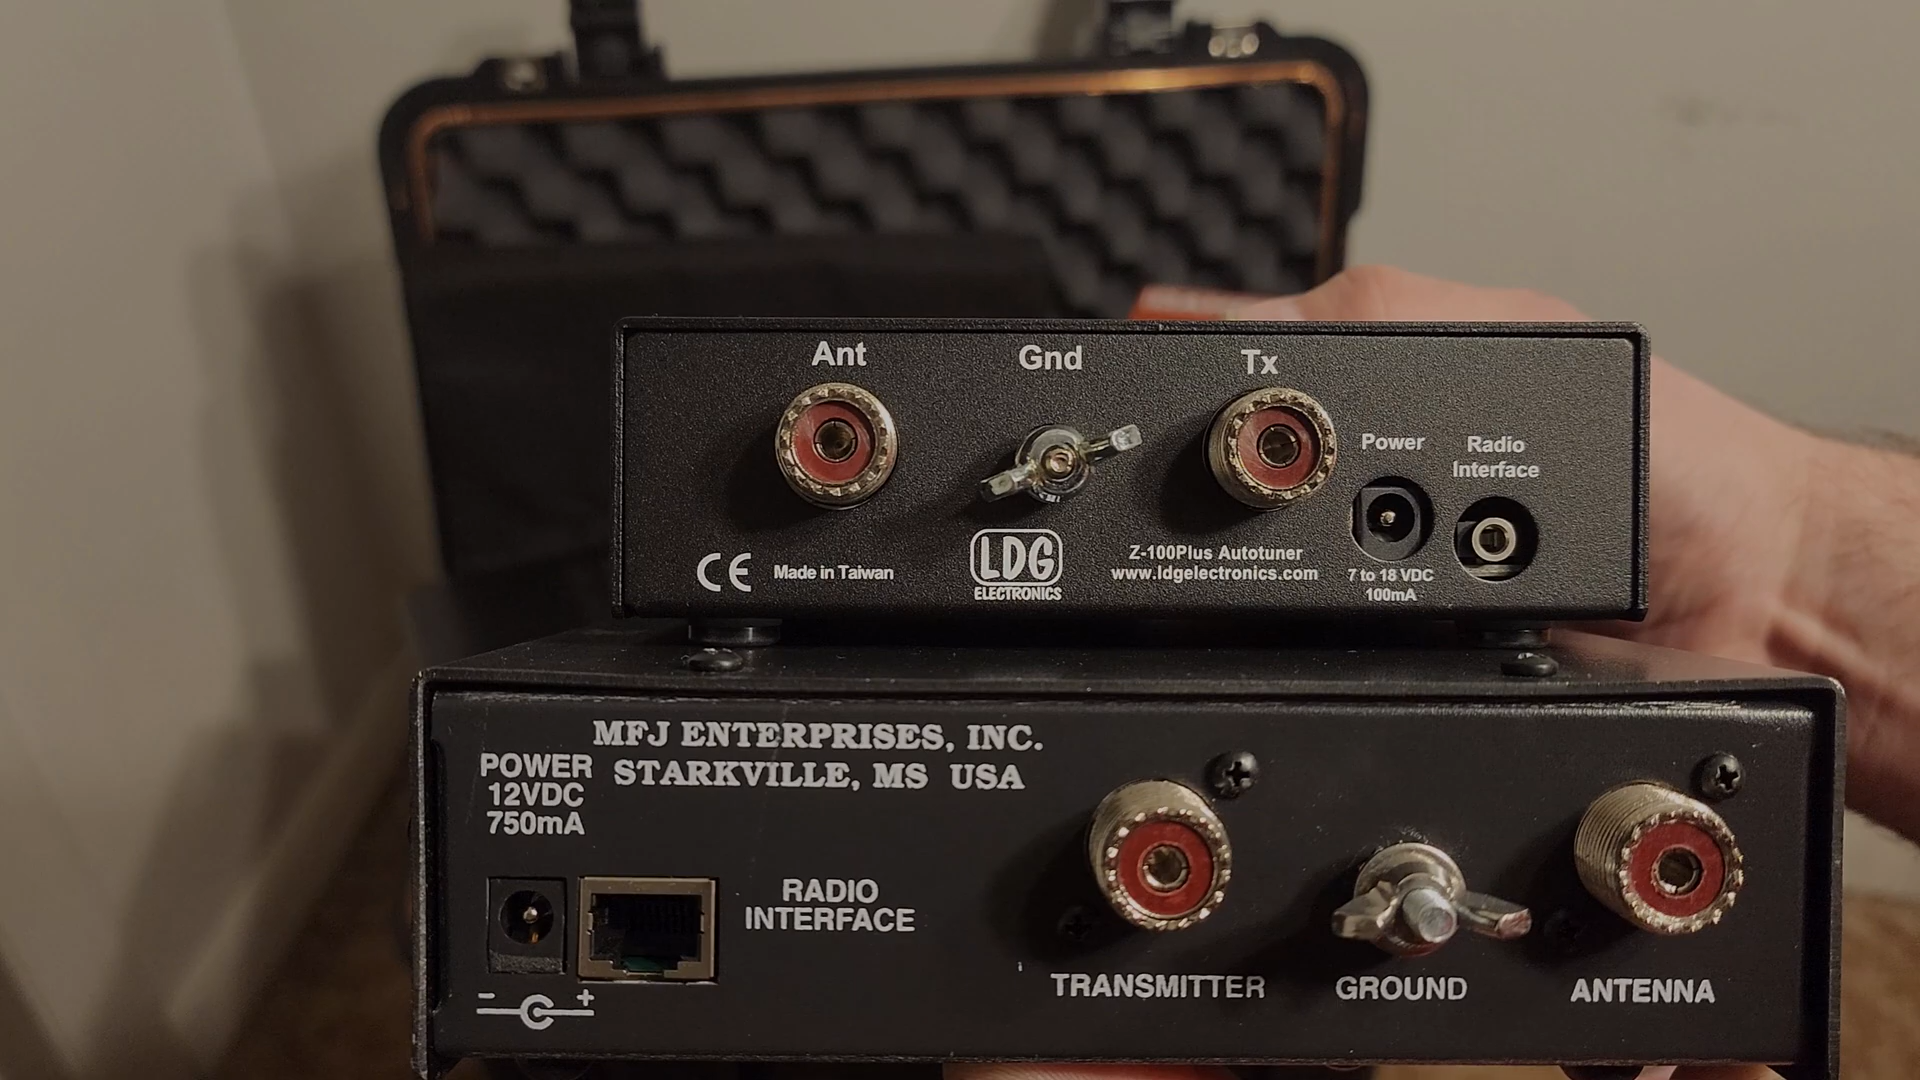 Ant
Gnd
Tx
Power
Radio
Interface
CE
Made in Taiwan
LDG
ELECTRONICS
Z-100Plus Autotuner
www.ldgelectronics.com
7 to 18 VDC
100mA
MFJ ENTERPRISES, INC.
STARKVILLE, MS USA
POWER
12VDC
750mA
RADIO
INTERFACE
- +
TRANSMITTER
GROUND
ANTENNA